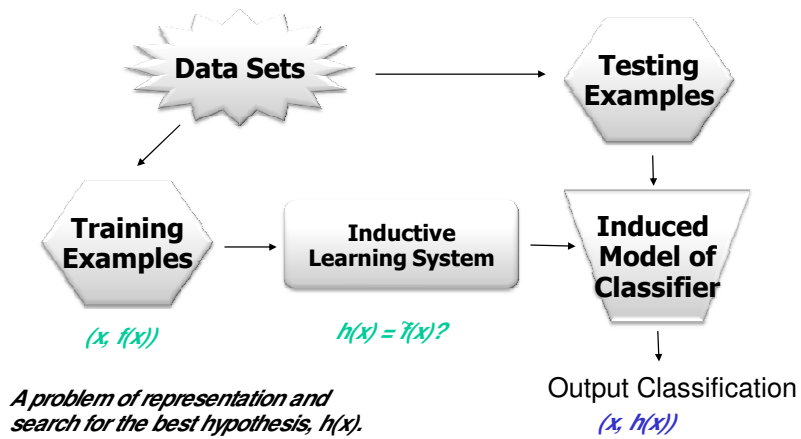 Data Sets
Testing
Examples
Training
Examples
Inductive
Learning System
Induced
Model of
Classifier
(x, f(x))
h(x) = f̃(x)?
A problem of representation and
search for the best hypothesis, h(x).
Output Classification
(x, h(x))